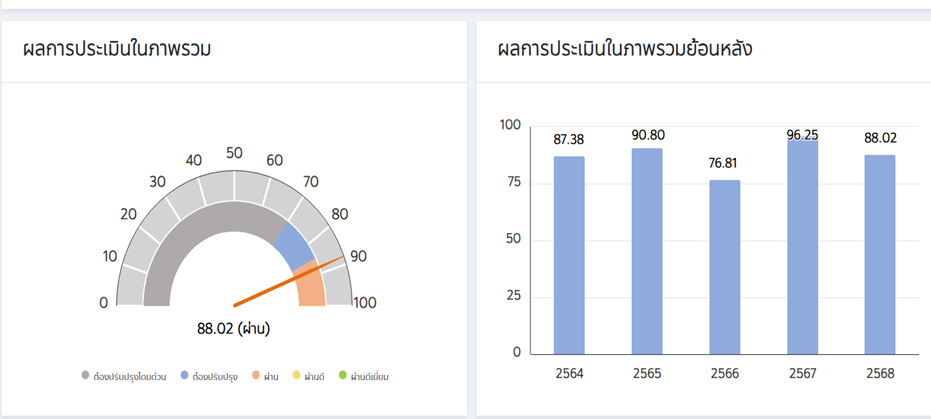 ผลการประเมินในภาพรวม
0
10
20
30
40
50
60
70
80
90
100
88.02 (ผ่าน)
ต้องปรับปรุงโดยด่วน ต้องปรับปรุง ผ่าน ผ่านดี ผ่านดีเยี่ยม
ผลการประเมินในภาพรวมย้อนหลัง
100
75
50
25
0
87.38 90.80 76.81 96.25 88.02
2564 2565 2566 2567 2568